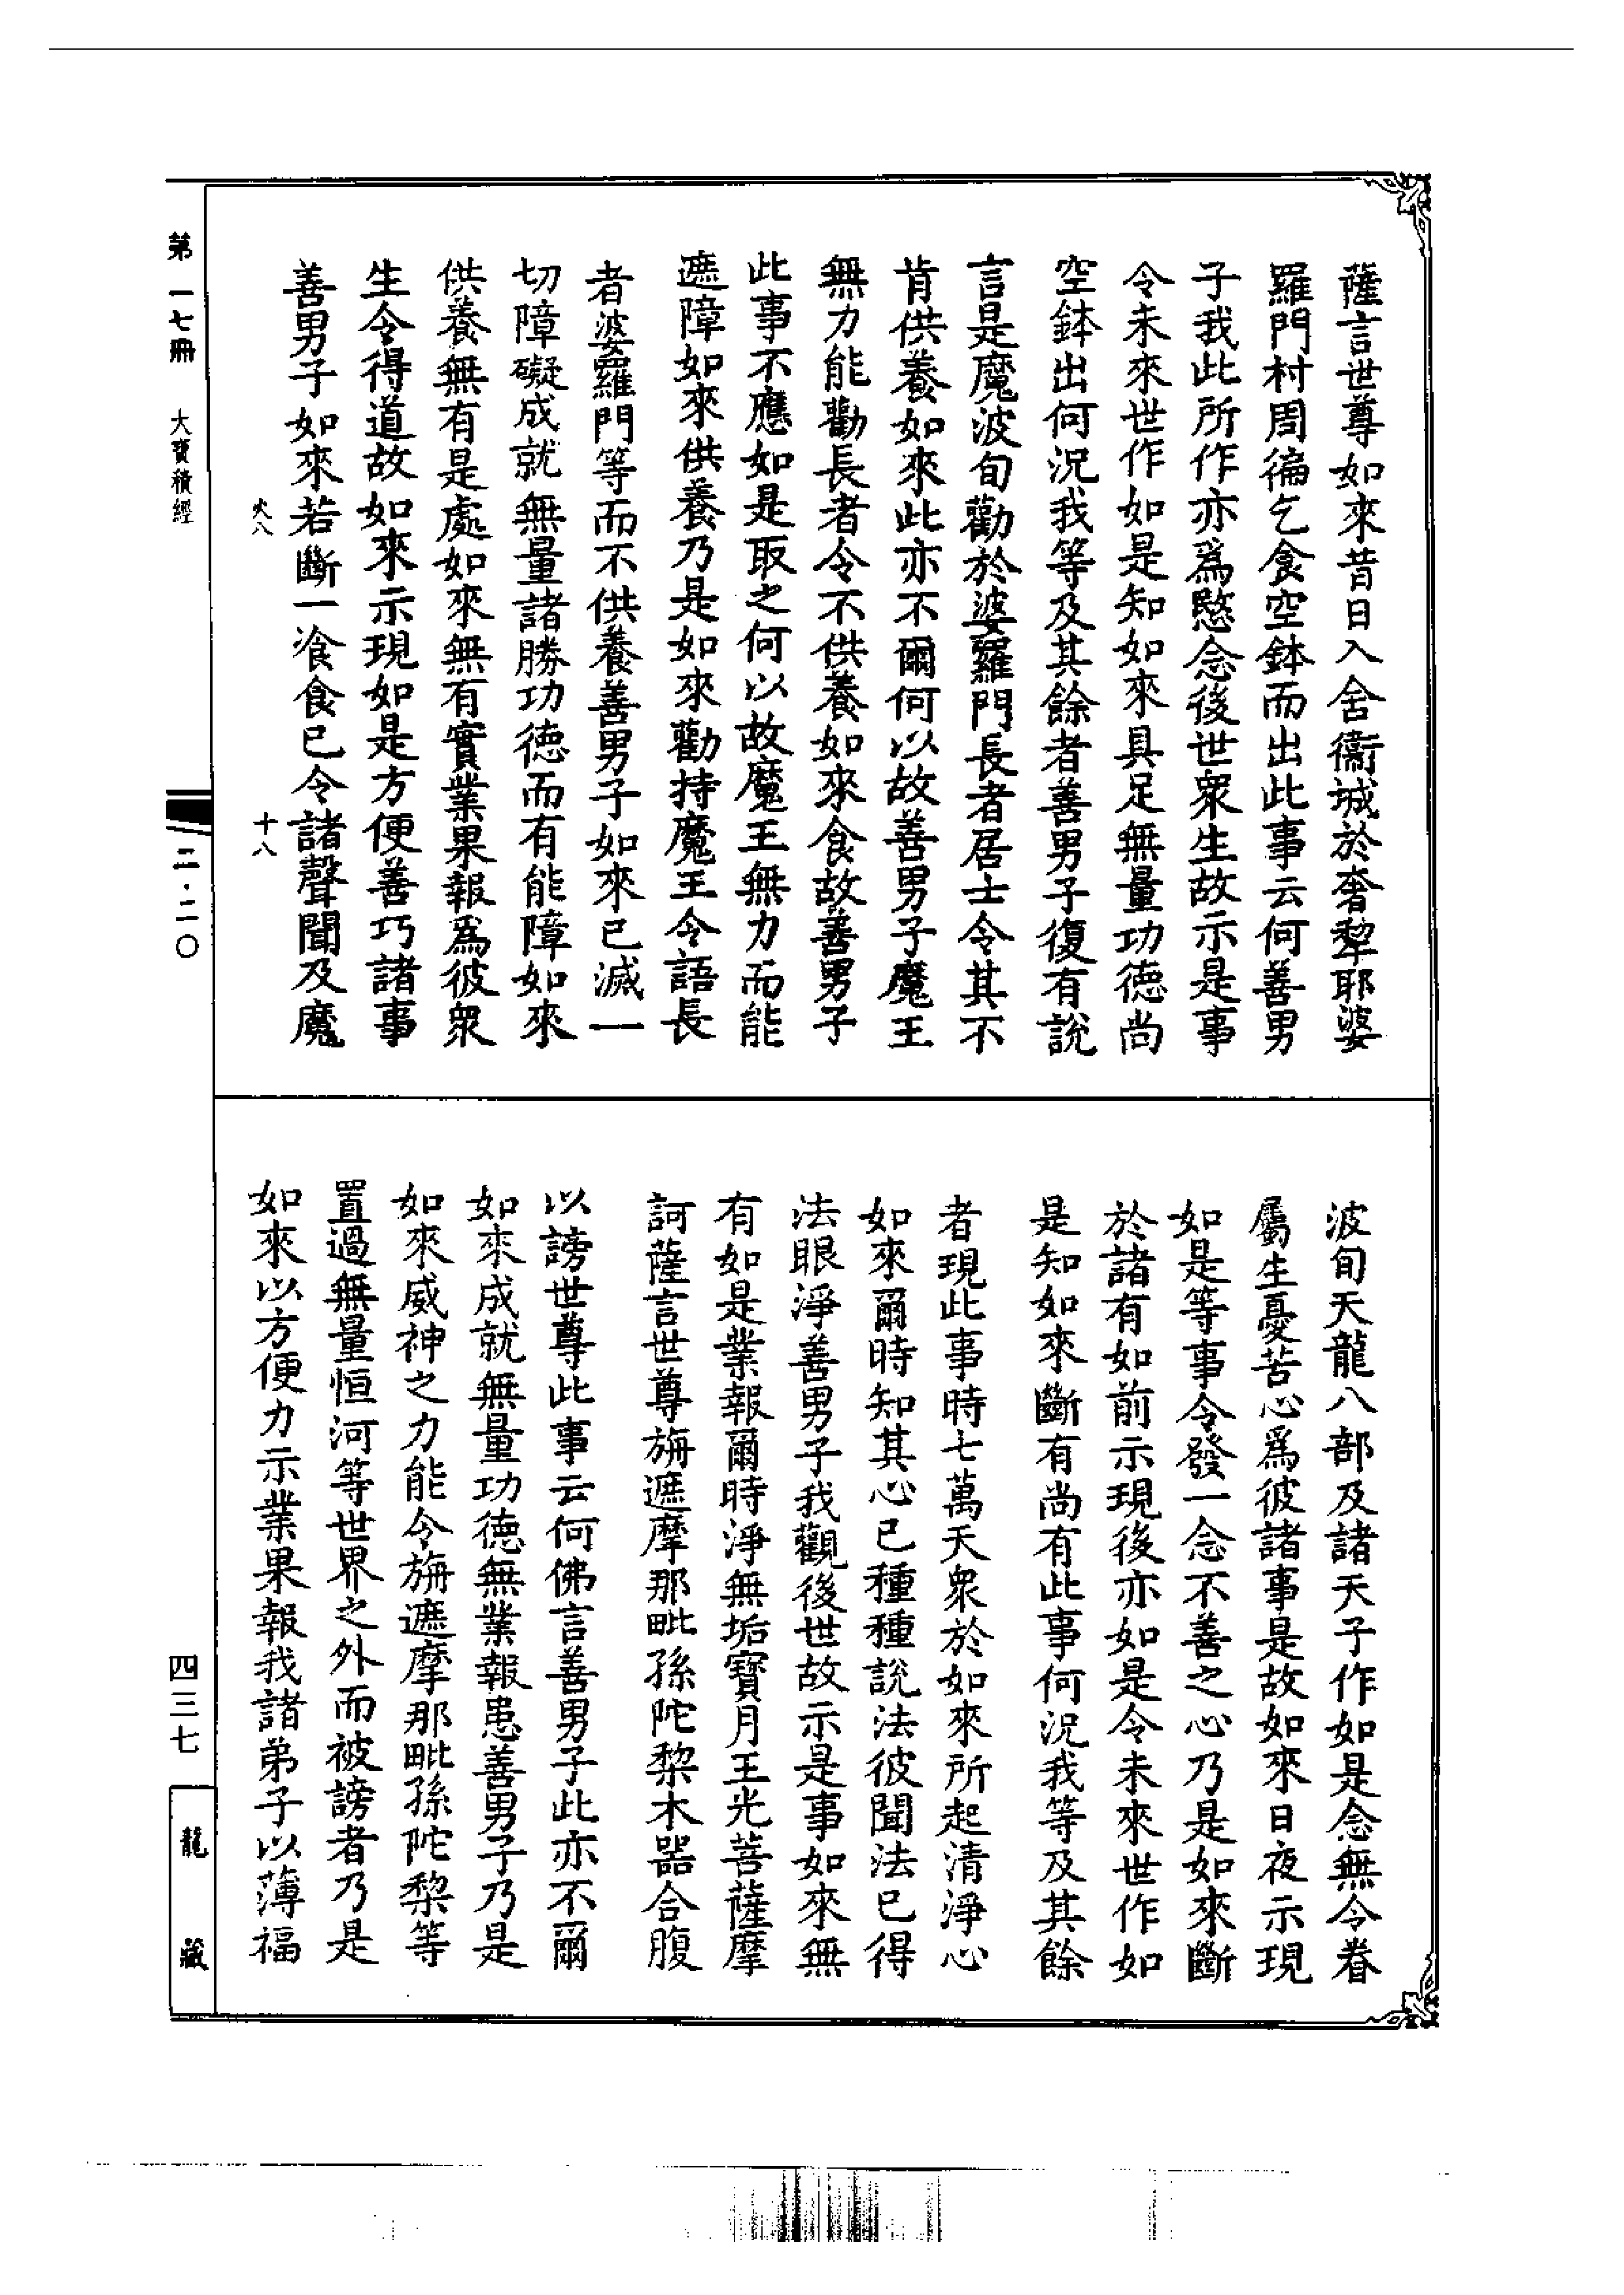 薩言世尊如來昔日入舍衞城於奢犂耶婆
羅門村周徧乞食空鉢而出此事云何善男
子我此所作亦爲愍念後世衆生故示是事
令未來世作如是知如來具足無量功德尚
空鉢出何況我等及其餘者善男子復有說
言是魔波旬勸於婆羅門長者居士令其不
肯供養如來此亦不爾何以故善男子魔王
無力能勸長者令不供養如來食故善男子
此事不應如是取之何以故魔王無力而能
遮障如來供養乃是如來勸持魔王令語長
者婆羅門等而不供養善男子如來已滅一
切障礙成就無量諸勝功德而有能障如來
供養無有是處如來無有實業果報爲彼衆
生令得道故如來示現如是方便善巧諸事
善男子如來若斷一飡食已令諸聲聞及魔
火八
十八
波旬天龍八部及諸天子作如是念無令眷
屬生憂苦心爲彼諸事是故如來日夜示現
如是等事令發一念不善之心乃是如來斷
於諸有如前示現後亦如是令未來世作如
是知如來斷有尚有此事何況我等及其餘
者現此事時七萬天衆於如來所起清淨心
如來爾時知其心已種種說法彼聞法已得
法眼淨善男子我觀後世故示是事如來無
有如是業報爾時淨無垢寶月王光菩薩摩
訶薩言世尊旃遮摩那毗孫陀棃木器合腹
以謗世尊此事云何佛言善男子此亦不爾
如來成就無量功德無業報患善男子乃是
如來威神之力能令旃遮摩那毗孫陀棃等
置過無量恒河等世界之外而被謗者乃是
如來以方便力示業果報我諸弟子以薄福
第一七冊 大寶積經
二·二〇
四三七
龍藏